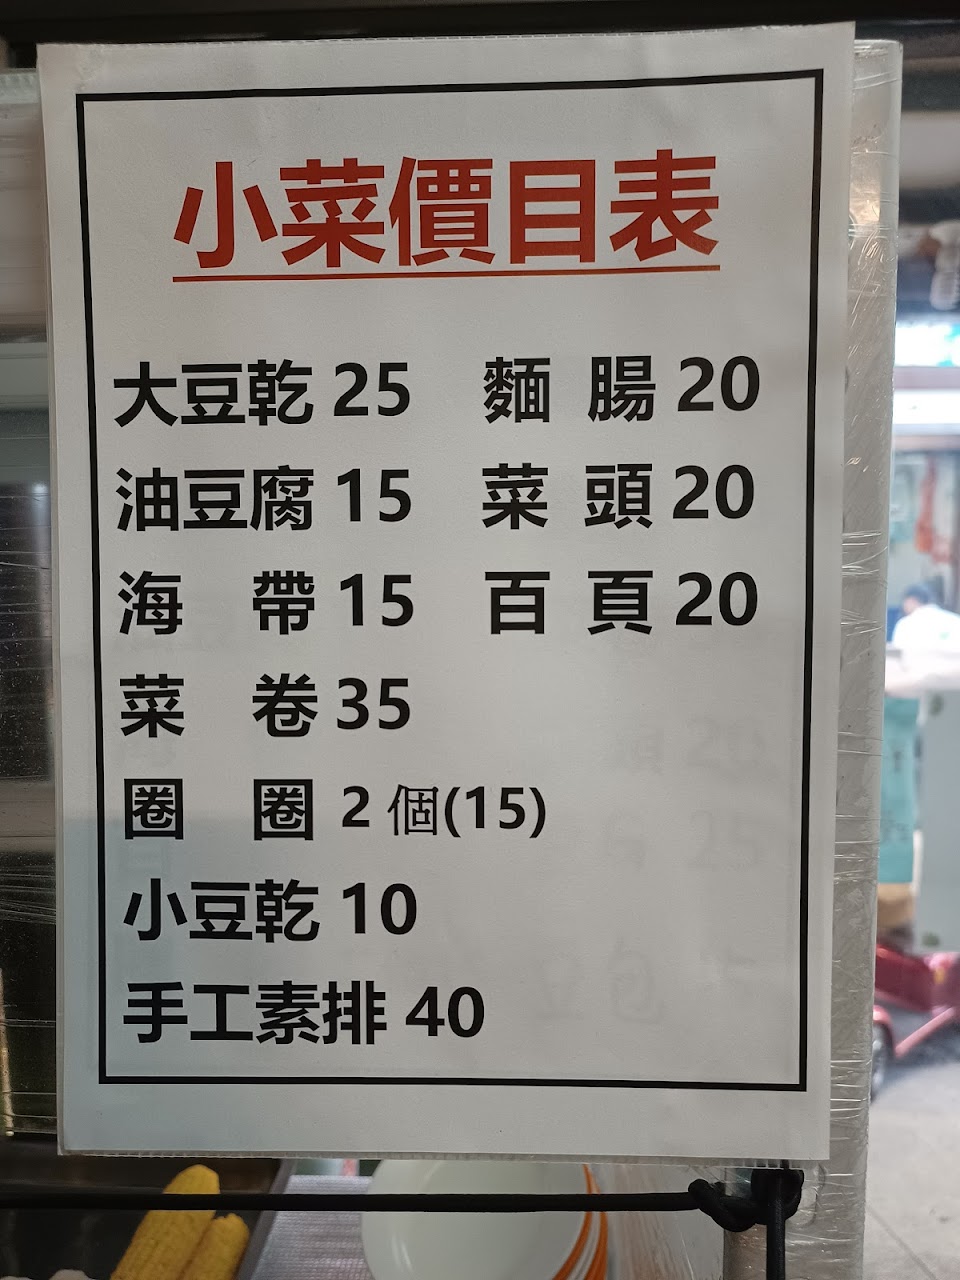 小菜價目表
大豆乾 25 麵 腸 20
油豆腐 15 菜 頭 20
海 帶 15 百 頁 20
菜 卷 35
圈 圈 2 個(15)
小豆乾 10
手工素排 40